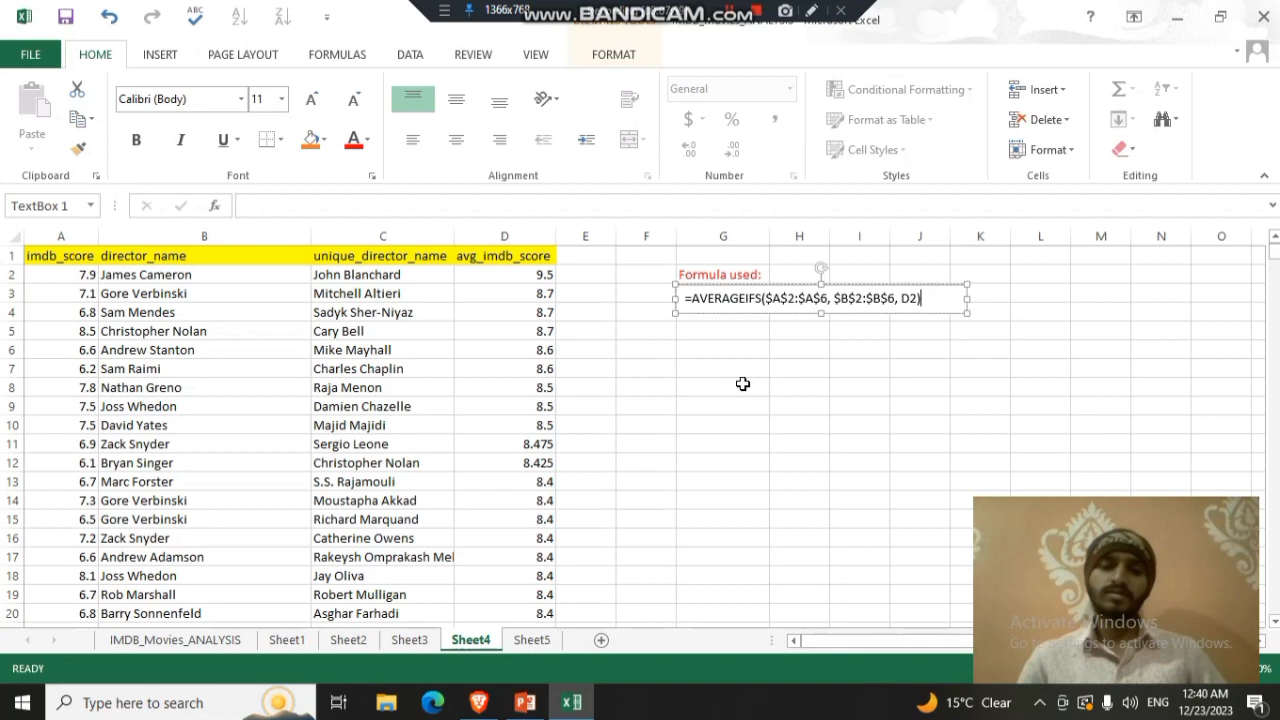 1366x768
www.BANDICAM.com
Microsoft Excel
FILE HOME INSERT PAGE LAYOUT FORMULAS DATA REVIEW VIEW FORMAT
Calibri (Body) 11 General Conditional Formatting Insert
Paste B I U A $ % , Format as Table Delete
Cell Styles Format
Clipboard Font Alignment Number Styles Cells Editing
TextBox 1 fx
A B C D E F G H I J K L M N O
1 imdb_score director_name unique_director_name avg_imdb_score
2 7.9 James Cameron John Blanchard 9.5 Formula used:
3 7.1 Gore Verbinski Mitchell Altieri 8.7 =AVERAGEIFS($A$2:$A$6, $B$2:$B$6, D2)
4 6.8 Sam Mendes Sadyk Sher-Niyaz 8.7
5 8.5 Christopher Nolan Cary Bell 8.7
6 6.6 Andrew Stanton Mike Mayhall 8.6
7 6.2 Sam Raimi Charles Chaplin 8.6
8 7.8 Nathan Greno Raja Menon 8.5
9 7.5 Joss Whedon Damien Chazelle 8.5
10 7.5 David Yates Majid Majidi 8.5
11 6.9 Zack Snyder Sergio Leone 8.475
12 6.1 Bryan Singer Christopher Nolan 8.425
13 6.7 Marc Forster S.S. Rajamouli 8.4
14 7.3 Gore Verbinski Moustapha Akkad 8.4
15 6.5 Gore Verbinski Richard Marquand 8.4
16 7.2 Zack Snyder Catherine Owens 8.4
17 6.6 Andrew Adamson Rakeysh Omprakash Meh 8.4
18 8.1 Joss Whedon Jay Oliva 8.4
19 6.7 Rob Marshall Robert Mulligan 8.4
20 6.8 Barry Sonnenfeld Asghar Farhadi 8.4
Activate Windows
Go to Settings to activate Windows.
IMDB_Movies_ANALYSIS Sheet1 Sheet2 Sheet3 Sheet4 Sheet5
READY
Type here to search 15°C Clear ENG 12:40 AM
12/23/2023